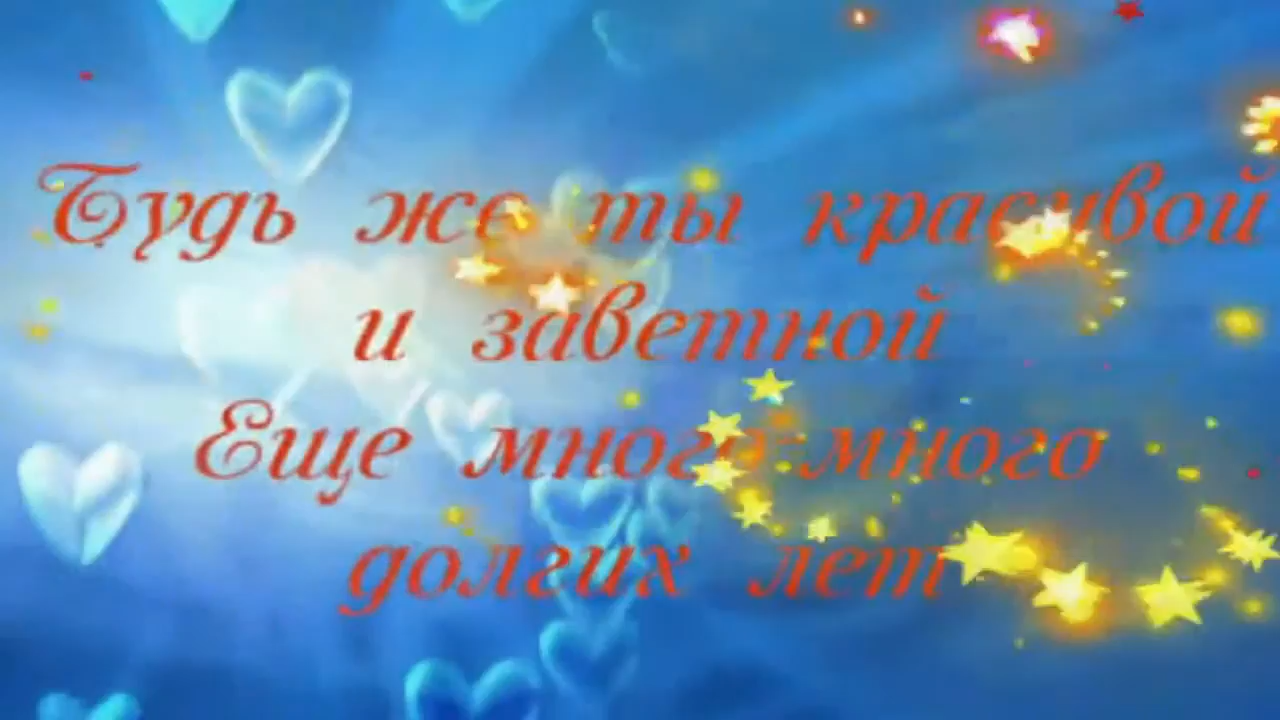 Будь же ты красивой
и заветной
Еще много-много
долгих лет